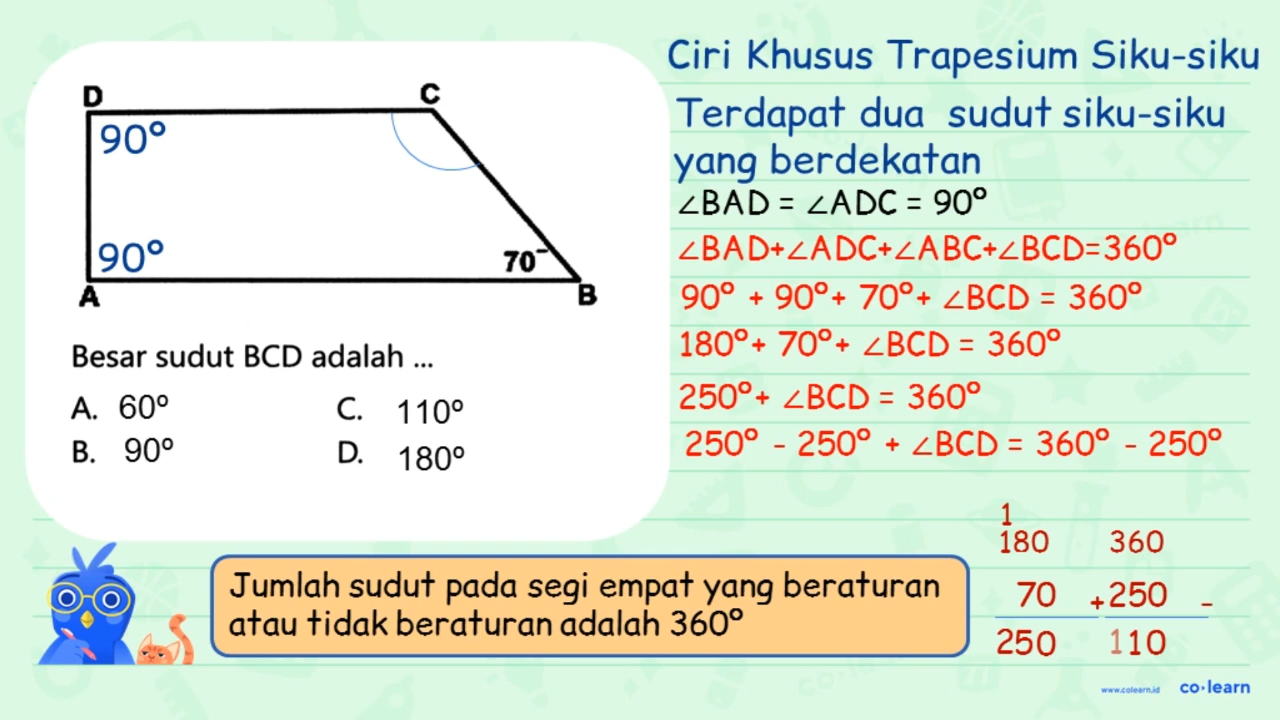 D
C
90°
90°
70‾
A
B
Besar sudut BCD adalah ...
A. 60°
C. 110°
B. 90°
D. 180°
Ciri Khusus Trapesium Siku-siku
Terdapat dua sudut siku-siku
yang berdekatan
∠BAD = ∠ADC = 90°
∠BAD+∠ADC+∠ABC+∠BCD=360°
90° + 90°+ 70°+ ∠BCD = 360°
180°+ 70°+ ∠BCD = 360°
250°+ ∠BCD = 360°
250° - 250° + ∠BCD = 360° - 250°
1
180
70 +
250
360
250 -
110
Jumlah sudut pada segi empat yang beraturan
atau tidak beraturan adalah 360°
www.colearn.id co·learn